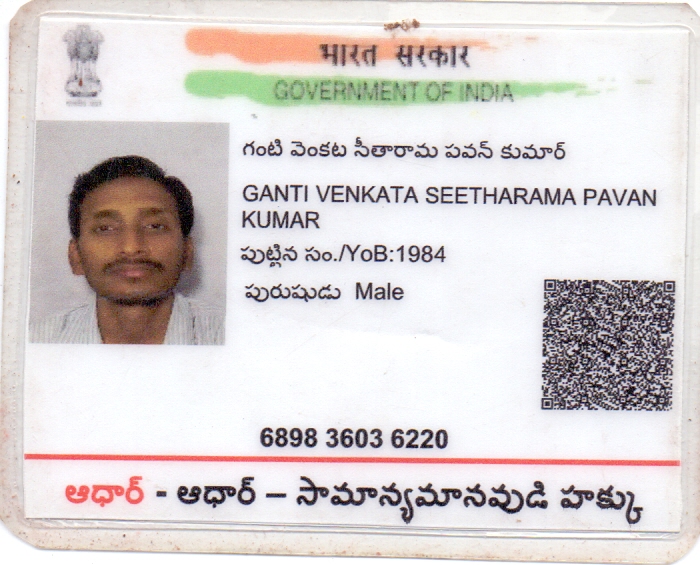 भारत सरकार
GOVERNMENT OF INDIA
గంటి వెంకట సీతారామ పవన్ కుమార్
GANTI VENKATA SEETHARAMA PAVAN
KUMAR
పుట్టిన సం./YoB:1984
పురుషుడు Male
6898 3603 6220
ఆధార్ - ఆధార్ – సామాన్యమానవుడి హక్కు